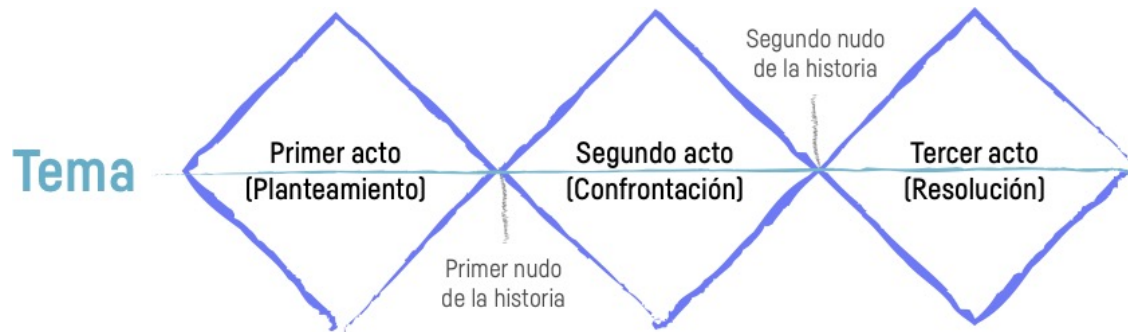 Tema
Primer acto
(Planteamiento)
Primer nudo
de la historia
Segundo acto
(Confrontación)
Segundo nudo
de la historia
Tercer acto
(Resolución)